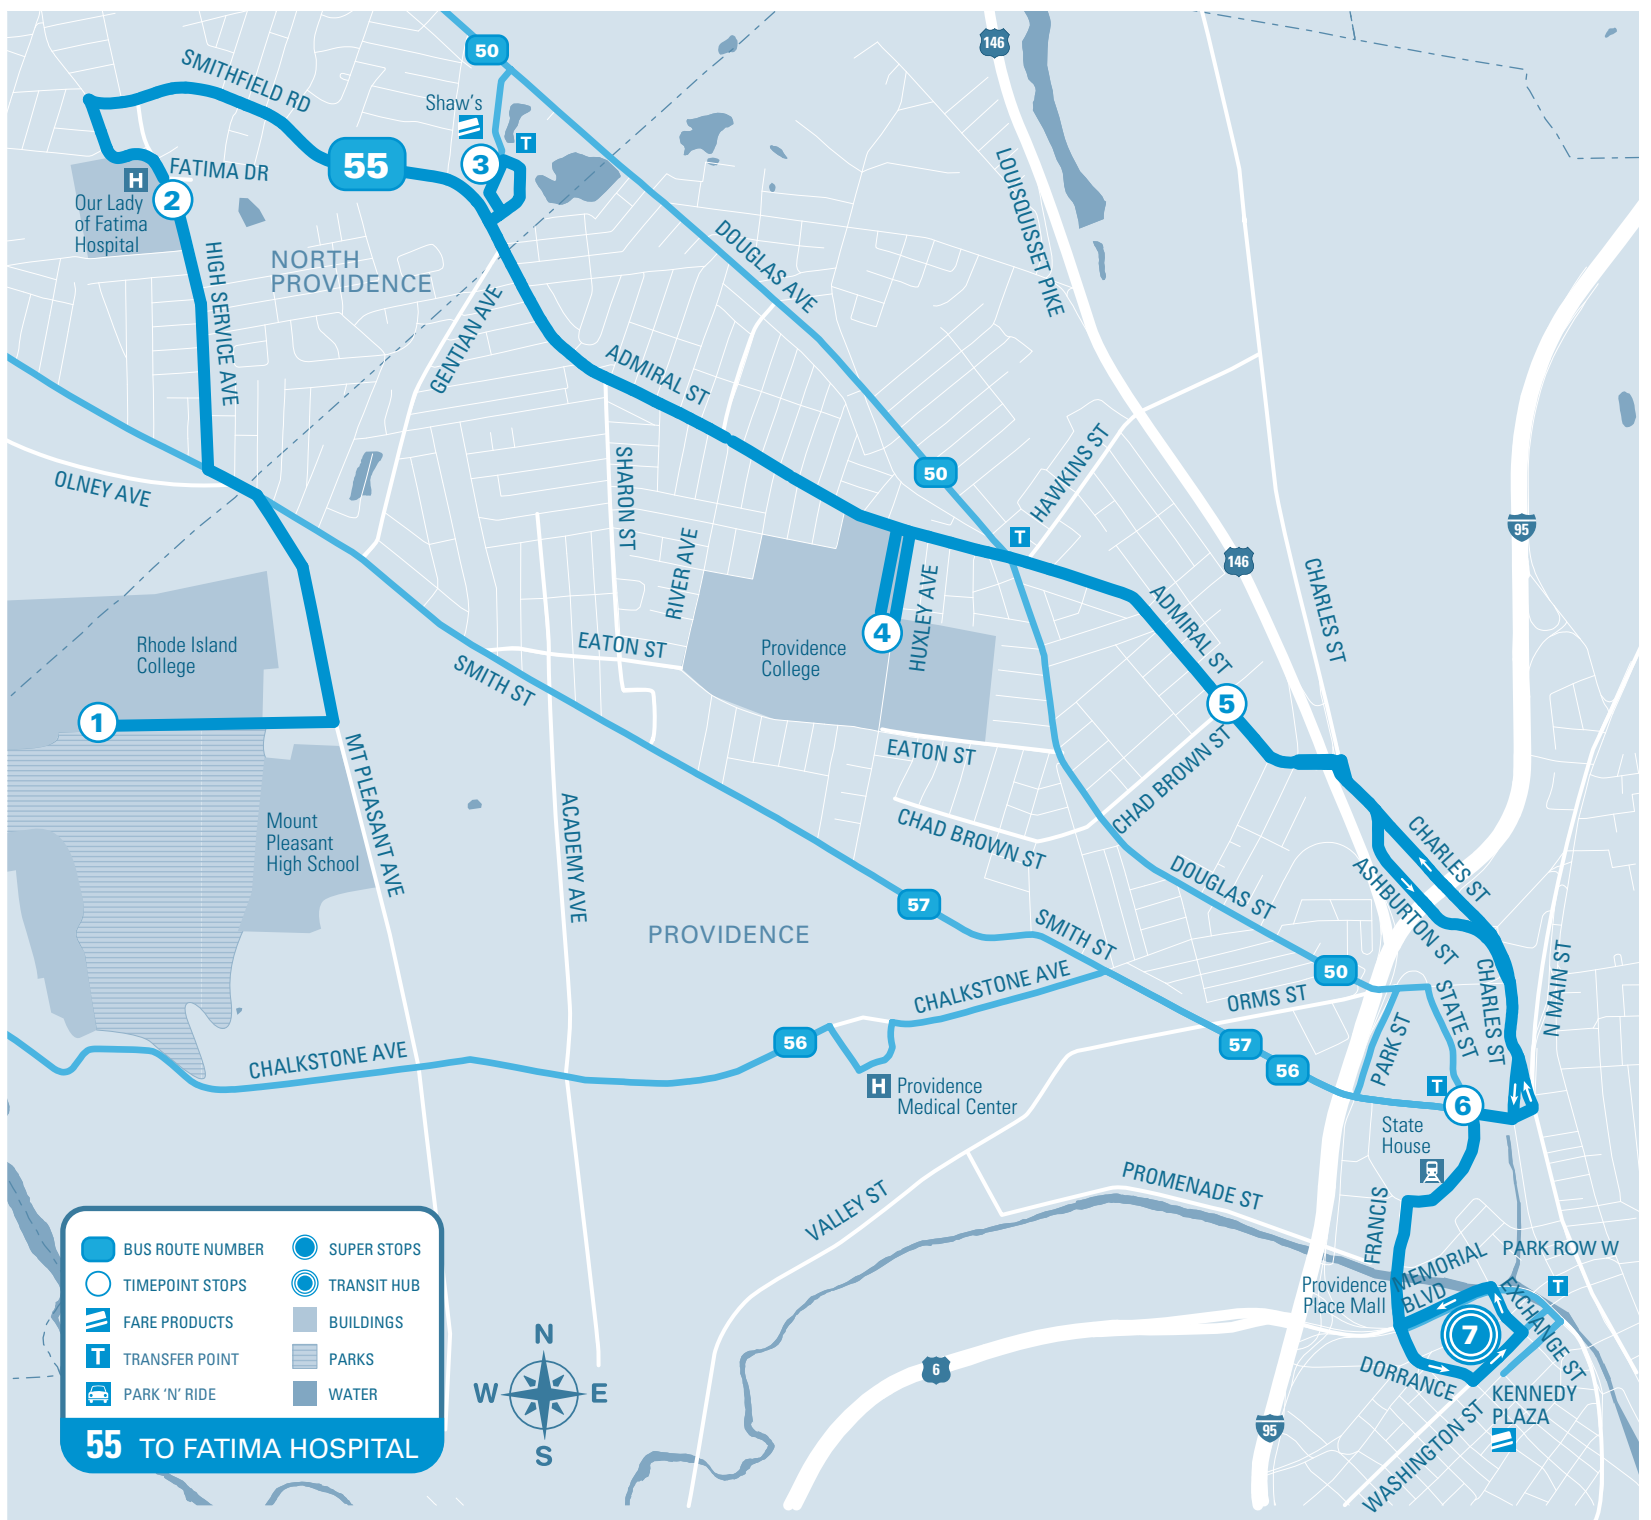 50
146
SMITHFIELD RD
Shaw's
T
3
55
FATIMA DR
H
2
Our Lady
of Fatima
Hospital
LOUISQUISSET PIKE
DOUGLAS AVE
HIGH SERVICE AVE
NORTH
PROVIDENCE
GENTIAN AVE
ADMIRAL ST
OLNEY AVE
SHARON ST
50
HAWKINS ST
T
95
146
RIVER AVE
HUXLEY AVE
CHARLES ST
ADMIRAL ST
Rhode Island
College
EATON ST
SMITH ST
Providence
College
4
5
1
MT PLEASANT AVE
EATON ST
CHAD BROWN ST
CHAD BROWN ST
Mount
Pleasant
High School
ACADEMY AVE
CHARLES ST
ASHBURTON ST
DOUGLAS ST
57
PROVIDENCE
SMITH ST
50
CHALKSTONE AVE
ORMS ST
STATE ST
CHARLES ST
N MAIN ST
PARK ST
56
57
56
CHALKSTONE AVE
H
Providence
Medical Center
T
6
State
House
VALLEY ST
PROMENADE ST
FRANCIS
MEMORIAL
BLVD
PARK ROW W
Providence
Place Mall
EXCHANGE ST
T
7
DORRANCE
KENNEDY
PLAZA
WASHINGTON ST
6
95
N
W
E
S
BUS ROUTE NUMBER
SUPER STOPS
TIMEPOINT STOPS
TRANSIT HUB
FARE PRODUCTS
BUILDINGS
T
TRANSFER POINT
PARKS
PARK 'N' RIDE
WATER
55 TO FATIMA HOSPITAL